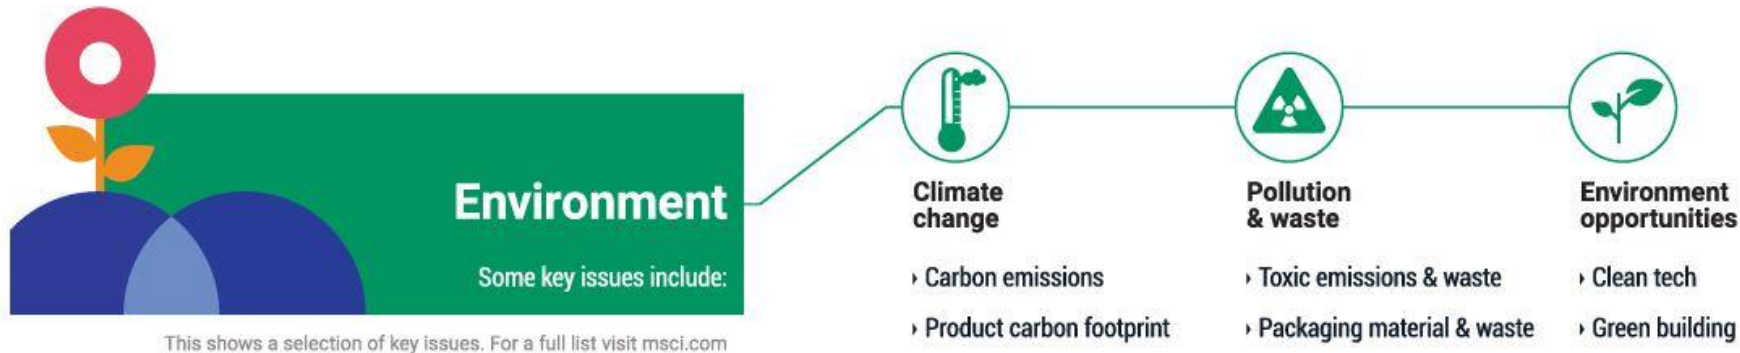 Environment
Some key issues include:
This shows a selection of key issues. For a full list visit msci.com
Climate
change
› Carbon emissions
› Product carbon footprint
Pollution
& waste
› Toxic emissions & waste
› Packaging material & waste
Environment
opportunities
› Clean tech
› Green building